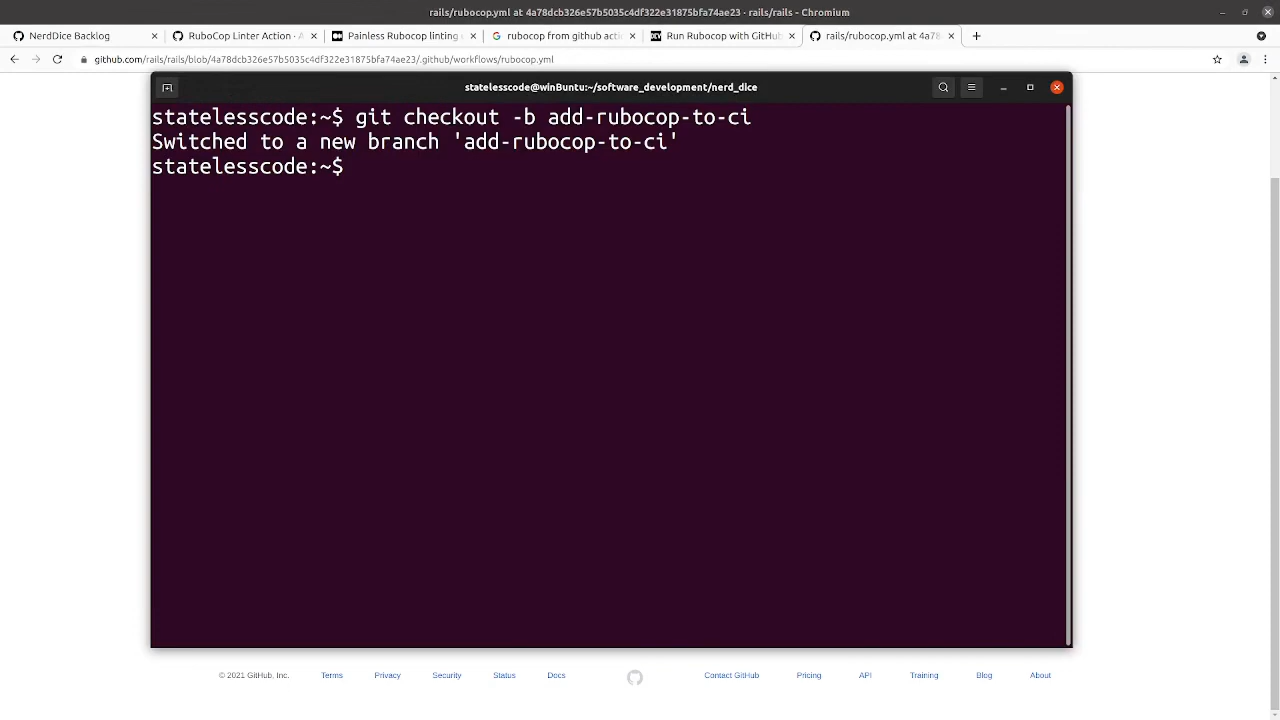 rails/rubocop.yml at 4a78dcb326e57b5035c4df322e31875bfa74ae23 · rails/rails - Chromium
NerdDice Backlog
RuboCop Linter Action · A
Painless Rubocop linting w
rubocop from github actio
Run Rubocop with GitHub
rails/rubocop.yml at 4a78
github.com/rails/rails/blob/4a78dcb326e57b5035c4df322e31875bfa74ae23/.github/workflows/rubocop.yml
statelesscode@winBuntu:~/software_development/nerd_dice
statelesscode:~$ git checkout -b add-rubocop-to-ci
Switched to a new branch 'add-rubocop-to-ci'
statelesscode:~$
© 2021 GitHub, Inc. Terms Privacy Security Status Docs Contact GitHub Pricing API Training Blog About